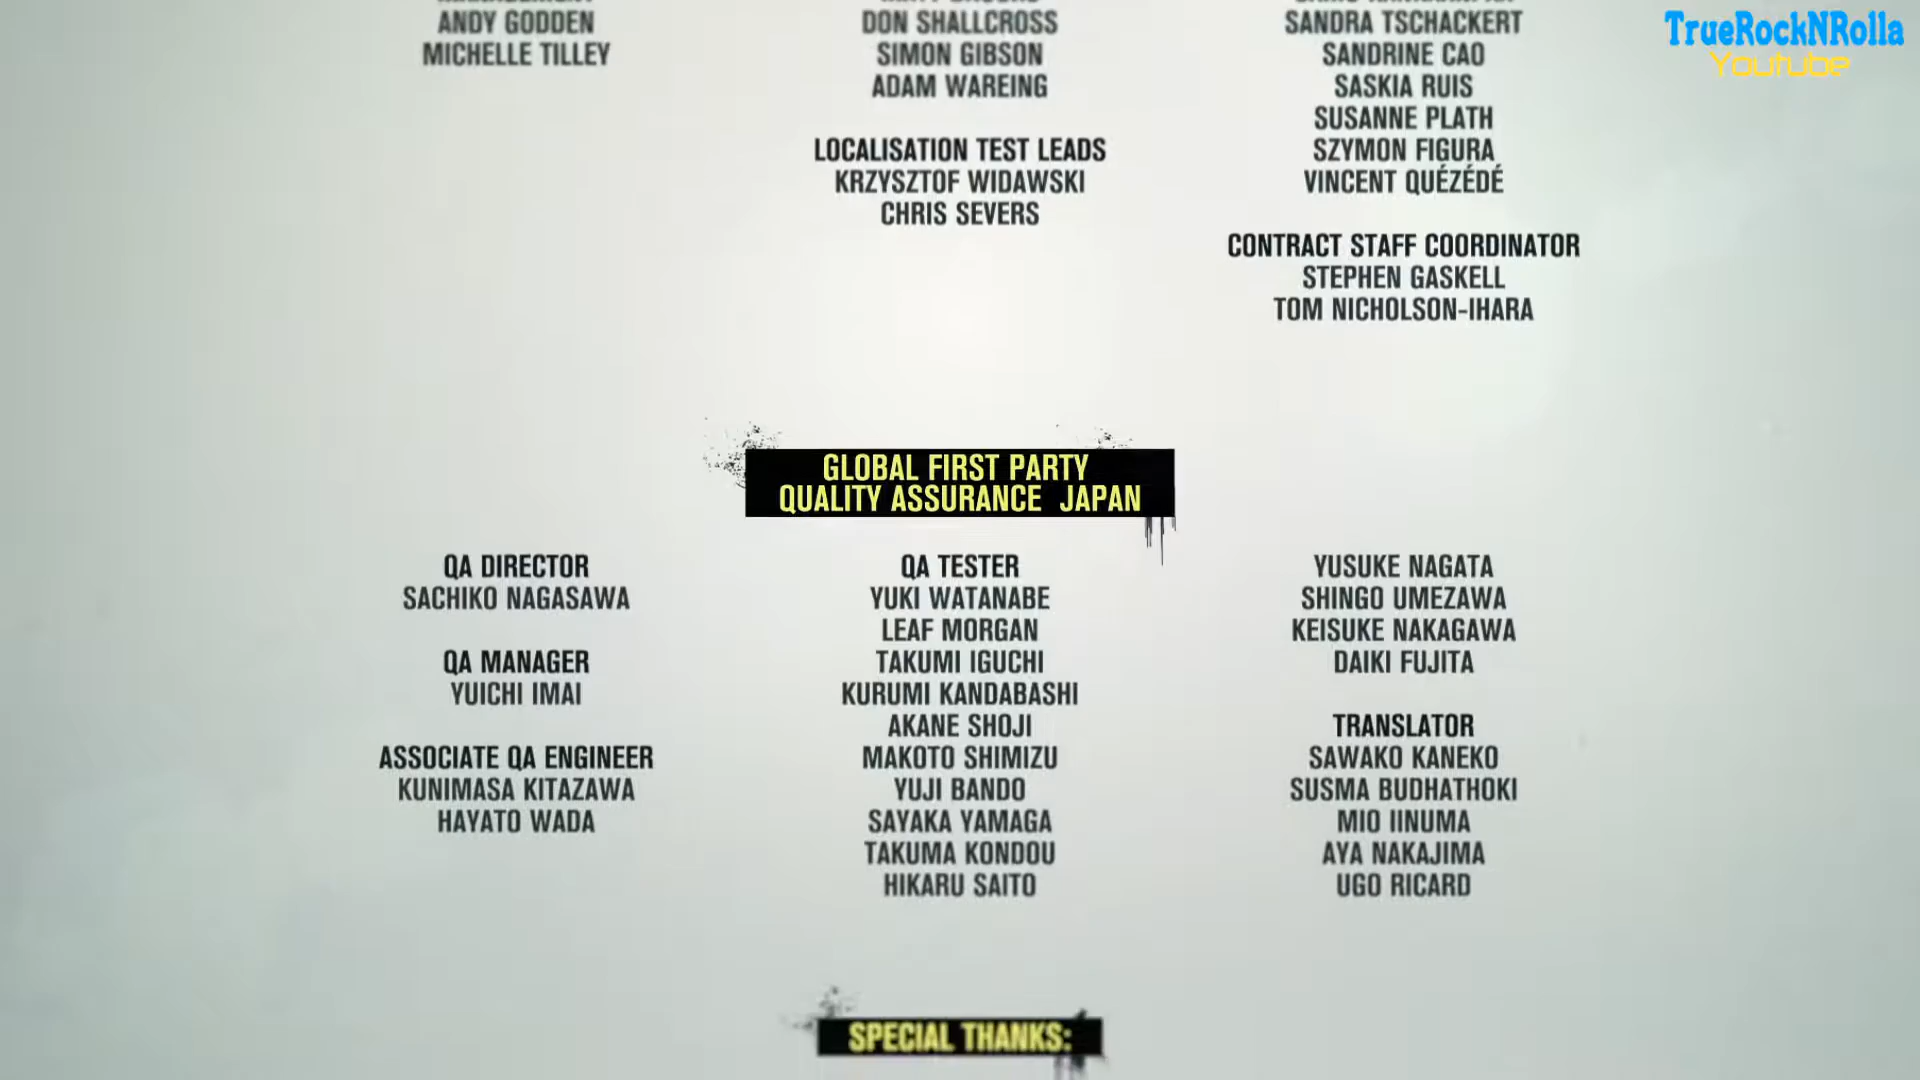 TrueRockNRolla
Youtube
ANDY GODDEN
MICHELLE TILLEY
DON SHALLCROSS
SIMON GIBSON
ADAM WAREING
LOCALISATION TEST LEADS
KRZYSZTOF WIDAWSKI
CHRIS SEVERS
SANDRA TSCHACKERT
SANDRINE CAO
SASKIA RUIS
SUSANNE PLATH
SZYMON FIGURA
VINCENT QUÉZÉDÉ
CONTRACT STAFF COORDINATOR
STEPHEN GASKELL
TOM NICHOLSON-IHARA
GLOBAL FIRST PARTY
QUALITY ASSURANCE JAPAN
QA DIRECTOR
SACHIKO NAGASAWA
QA MANAGER
YUICHI IMAI
ASSOCIATE QA ENGINEER
KUNIMASA KITAZAWA
HAYATO WADA
QA TESTER
YUKI WATANABE
LEAF MORGAN
TAKUMI IGUCHI
KURUMI KANDABASHI
AKANE SHOJI
MAKOTO SHIMIZU
YUJI BANDO
SAYAKA YAMAGA
TAKUMA KONDOU
HIKARU SAITO
YUSUKE NAGATA
SHINGO UMEZAWA
KEISUKE NAKAGAWA
DAIKI FUJITA
TRANSLATOR
SAWAKO KANEKO
SUSMA BUDHATHOKI
MIO IINUMA
AYA NAKAJIMA
UGO RICARD
SPECIAL THANKS: